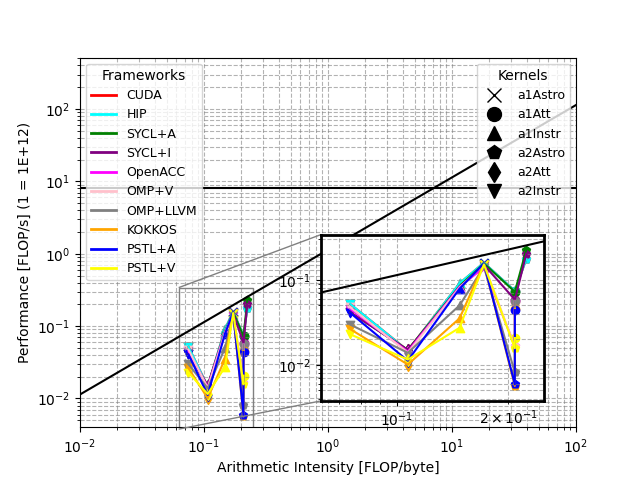 Frameworks
CUDA
HIP
SYCL+A
SYCL+I
OpenACC
OMP+V
OMP+LLVM
KOKKOS
PSTL+A
PSTL+V
Kernels
a1Astro
a1Att
a1Instr
a2Astro
a2Att
a2Instr
Performance [FLOP/s] (1 = 1E+12)
10²
10¹
10⁰
10⁻¹
10⁻²
10⁻¹
10⁻²
10⁻¹
2×10⁻¹
10⁻²
10⁻¹
10⁰
10¹
10²
Arithmetic Intensity [FLOP/byte]